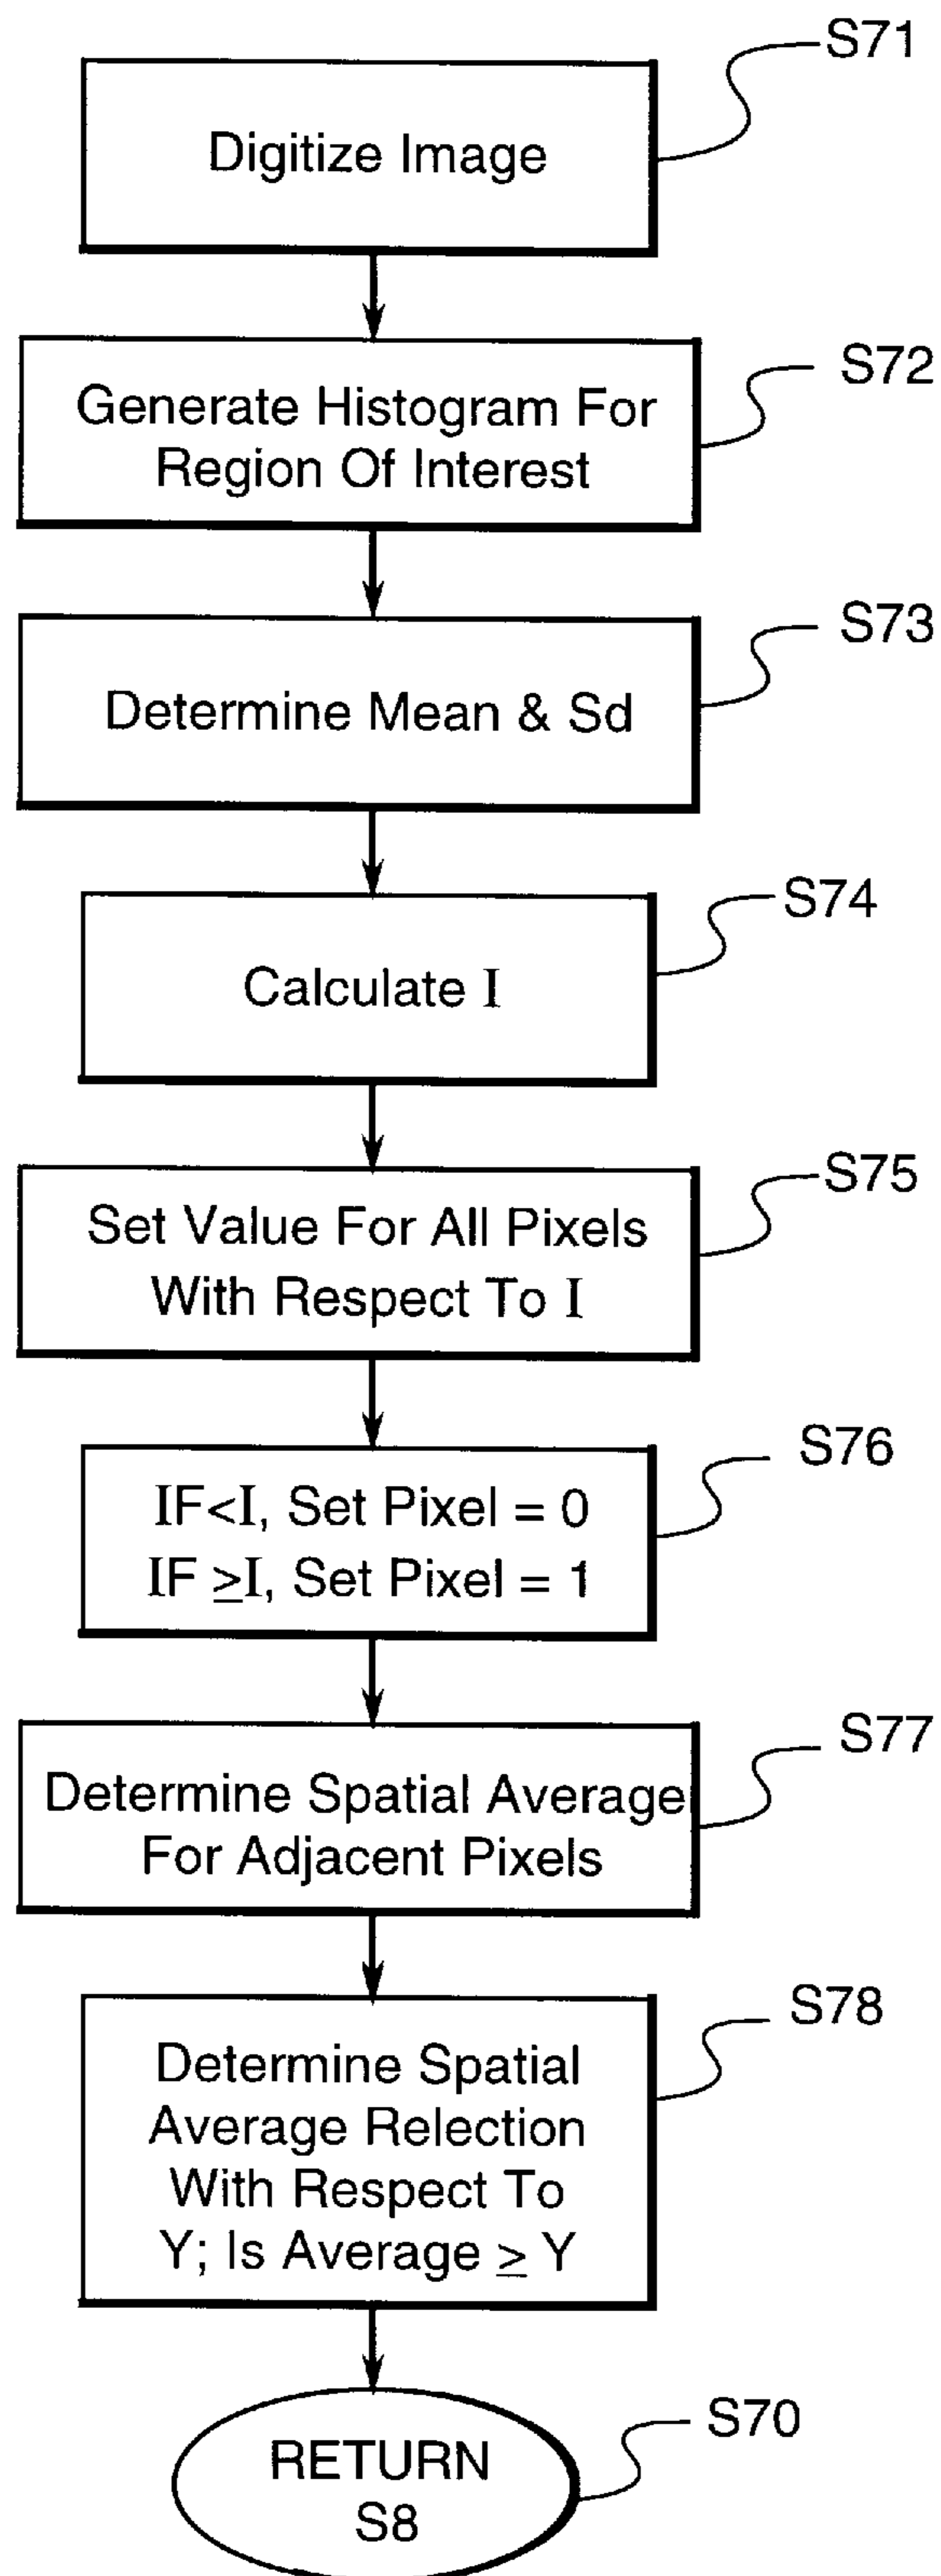 S71
Digitize Image
S72
Generate Histogram For
Region Of Interest
S73
Determine Mean & Sd
S74
Calculate I
S75
Set Value For All Pixels
With Respect To I
S76
IF<I, Set Pixel = 0
IF ≥I, Set Pixel = 1
S77
Determine Spatial Average
For Adjacent Pixels
S78
Determine Spatial
Average Relection
With Respect To
Y; Is Average ≥ Y
S70
RETURN
S8